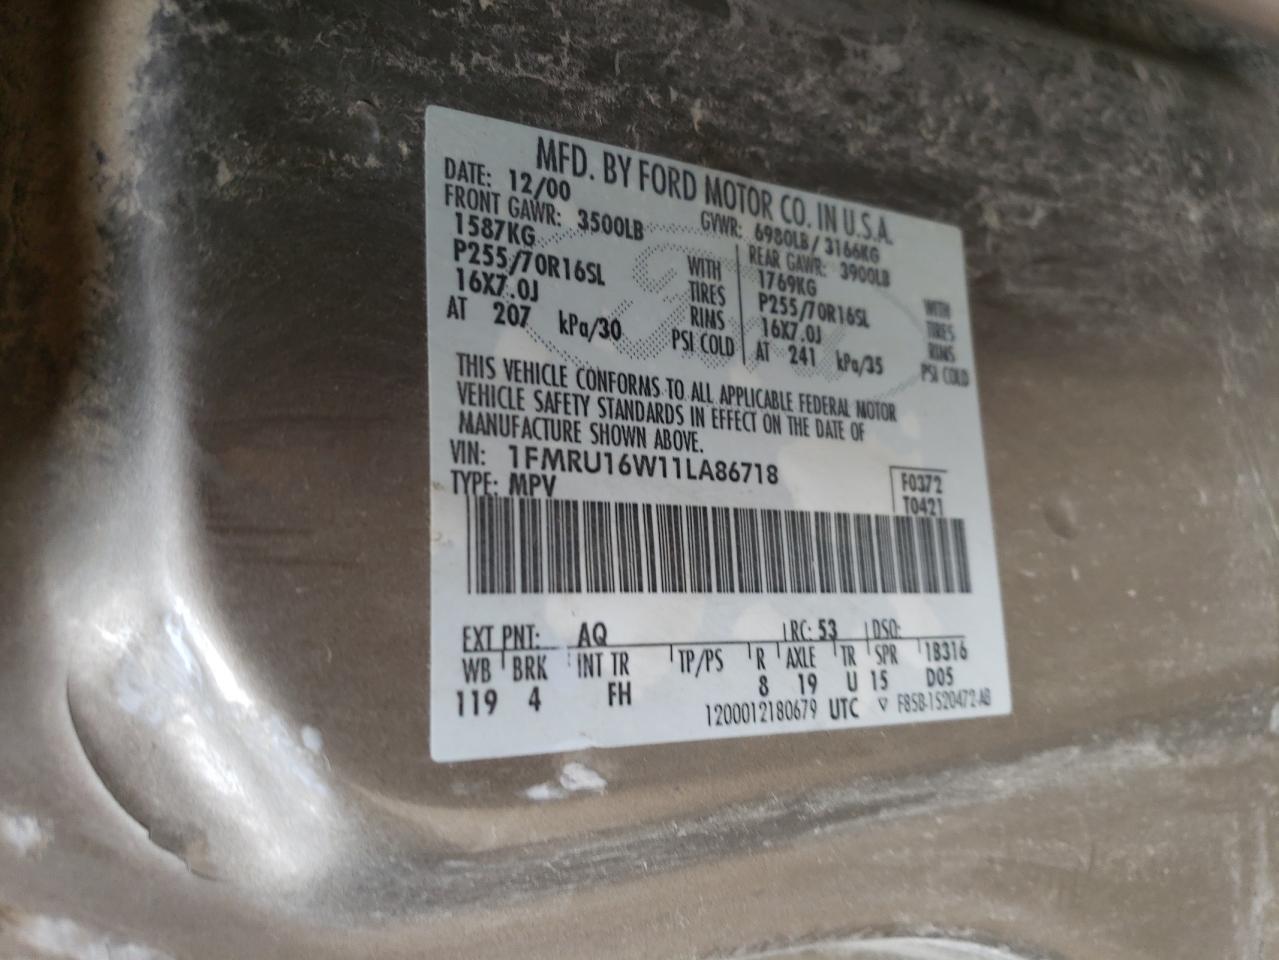 MFD. BY FORD MOTOR CO. IN U.S.A.
DATE: 12/00 GVWR: 6980LB / 3166KG
FRONT GAWR: 3500LB REAR GAWR: 3900LB
1587KG WITH 1769KG WITH
P255/70R16SL TIRES P255/70R16SL TIRES
16X7.0J RIMS 16X7.0J RIMS
AT 207 kPa/30 PSI COLD AT 241 kPa/35 PSI COLD
THIS VEHICLE CONFORMS TO ALL APPLICABLE FEDERAL MOTOR
VEHICLE SAFETY STANDARDS IN EFFECT ON THE DATE OF
MANUFACTURE SHOWN ABOVE.
VIN: 1FMRU16W11LA86718 F0372
TYPE: MPV T0421
EXT PNT: AQ RC: 53 DSO:
WB BRK INT TR TP/PS R AXLE TR SPR 1B316
119 4 FH 8 19 U 15 D05
1200012180679 UTC ▽ F85B-1520472-AB